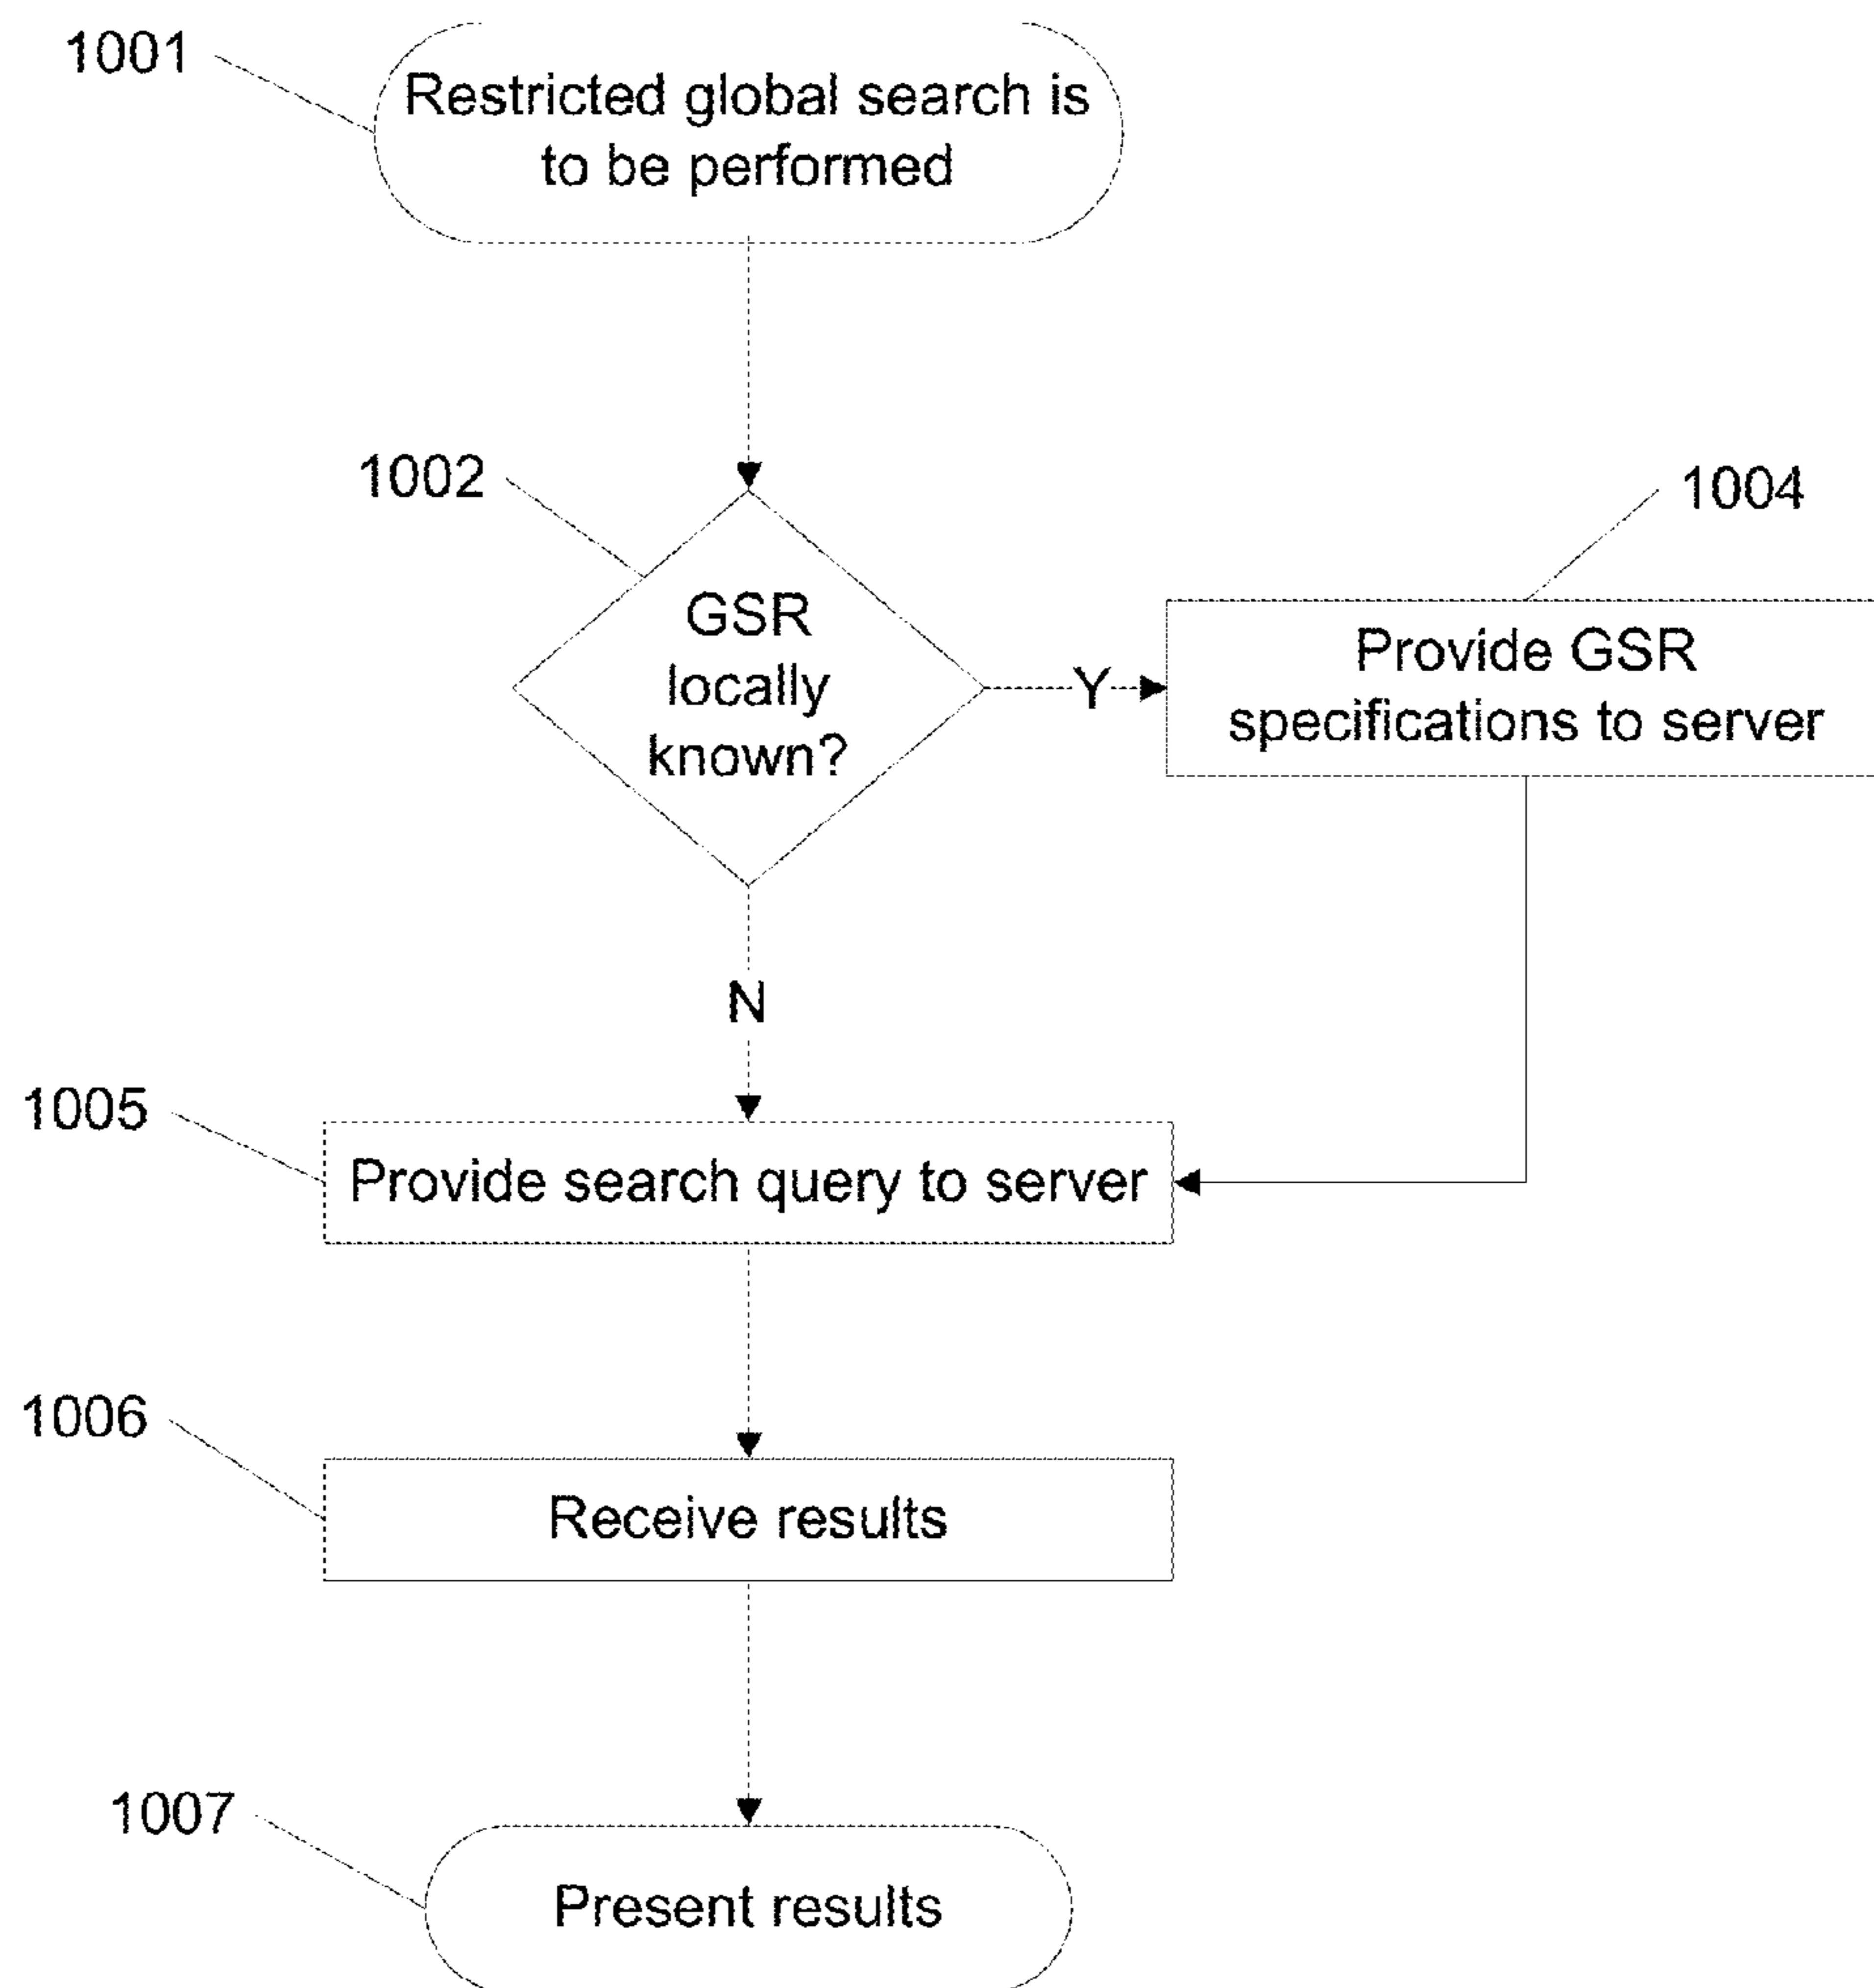 1001
Restricted global search is
to be performed
1002
GSR
locally
known?
Y
1004
Provide GSR
specifications to server
N
1005
Provide search query to server
1006
Receive results
1007
Present results